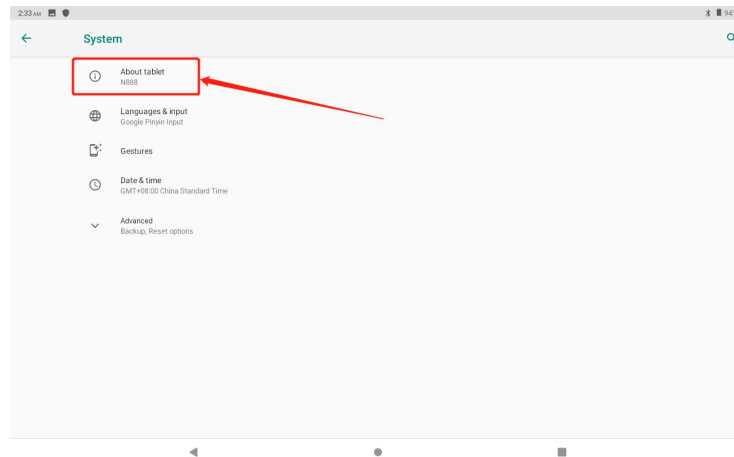 2:33 AM
94%
System
About tablet
N888
Languages & input
Google Pinyin Input
Gestures
Date & time
GMT+08:00 China Standard Time
Advanced
Backup, Reset options